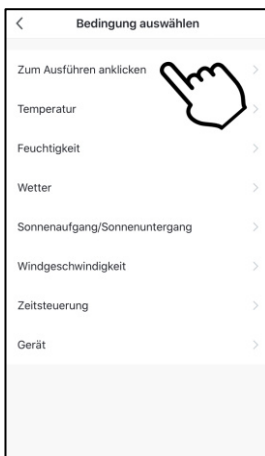 Bedingung auswählen
Zum Ausführen anklicken
Temperatur
Feuchtigkeit
Wetter
Sonnenaufgang/Sonnenuntergang
Windgeschwindigkeit
Zeitsteuerung
Gerät